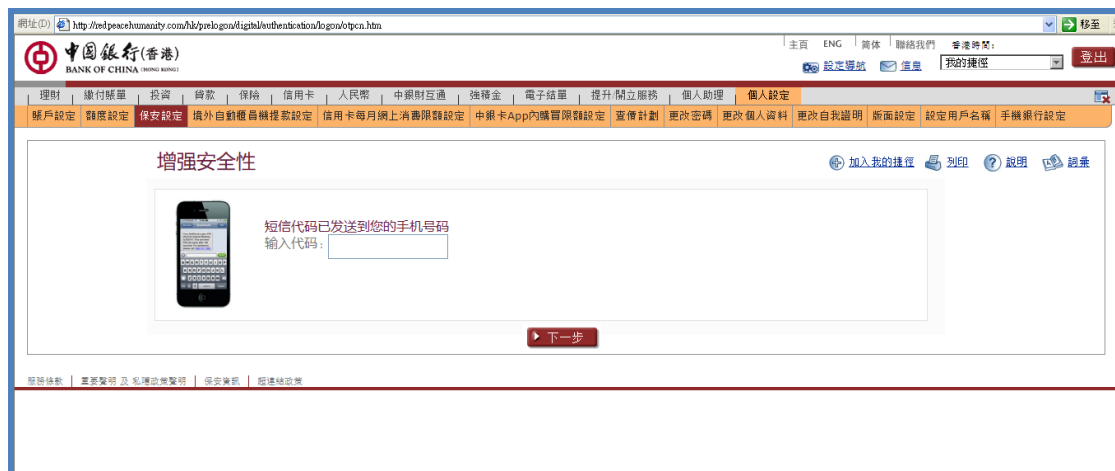 網址(D) http://redpeacehumanity.com/hk/prelogon/digital/authentication/logon/otpcn.htm 移至
主頁 ENG 简体 聯絡我們 香港時間:
中國銀行(香港)
BANK OF CHINA (HONG KONG)
設定導航 信息 我的捷徑 登出
理財 繳付賬單 投資 貸款 保險 信用卡 人民幣 中銀財互通 強積金 電子結單 提升/開立服務 個人助理 個人設定
賬戶設定 額度設定 保安設定 境外自動櫃員機提款設定 信用卡每月網上消費限額設定 中銀卡App內購買限額設定 查價計劃 更改密碼 更改個人資料 更改自我證明 版面設定 設定用戶名稱 手機銀行設定
增强安全性
加入我的捷徑 列印 說明 詞彙
短信代码已发送到您的手机号码
输入代码:
下一步
服務條款 重要聲明 及 私隱政策聲明 保安資訊 超連結政策